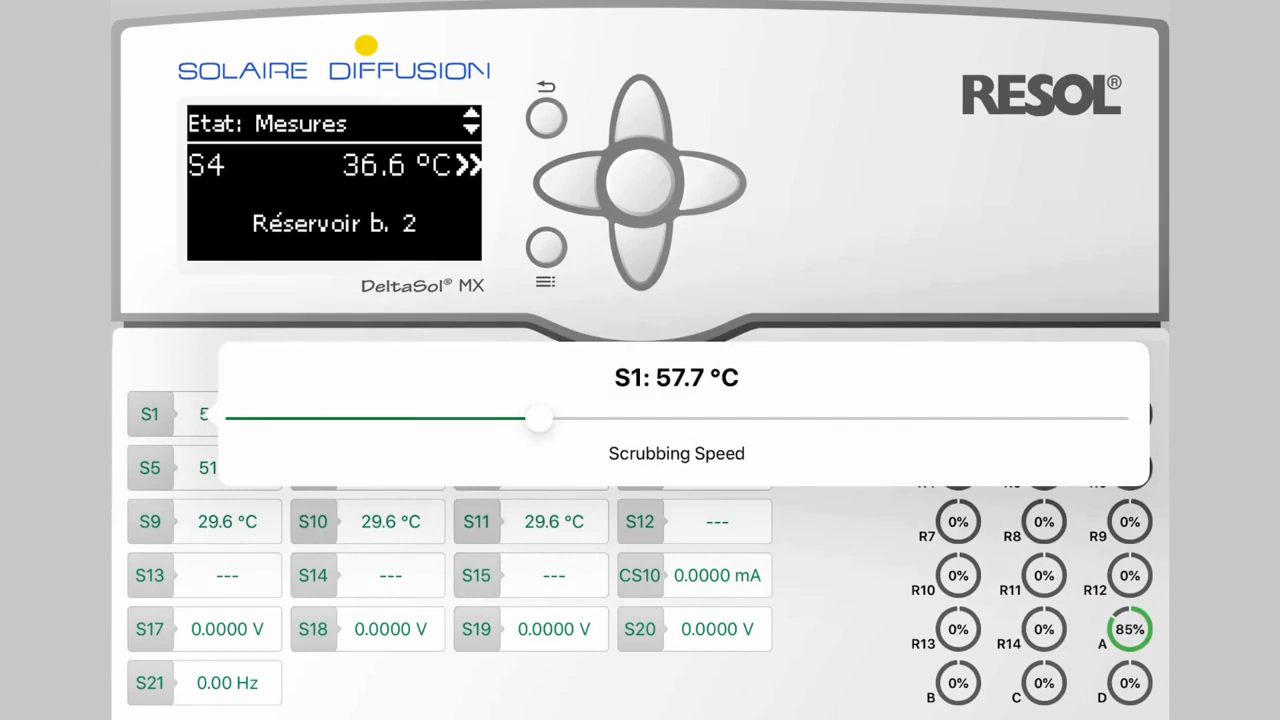 SOLAIRE DIFFUSION
RESOL®
Etat: Mesures
S4 36.6 ºC
Réservoir b. 2
DeltaSol® MX
S1: 57.7 °C
Scrubbing Speed
S1
S5 51
S9 29.6 °C S10 29.6 °C S11 29.6 °C S12 --- R7 0% R8 0% R9 0%
S13 --- S14 --- S15 --- CS10 0.0000 mA R10 0% R11 0% R12 0%
S17 0.0000 V S18 0.0000 V S19 0.0000 V S20 0.0000 V R13 0% R14 0% A 85%
S21 0.00 Hz B 0% C 0% D 0%